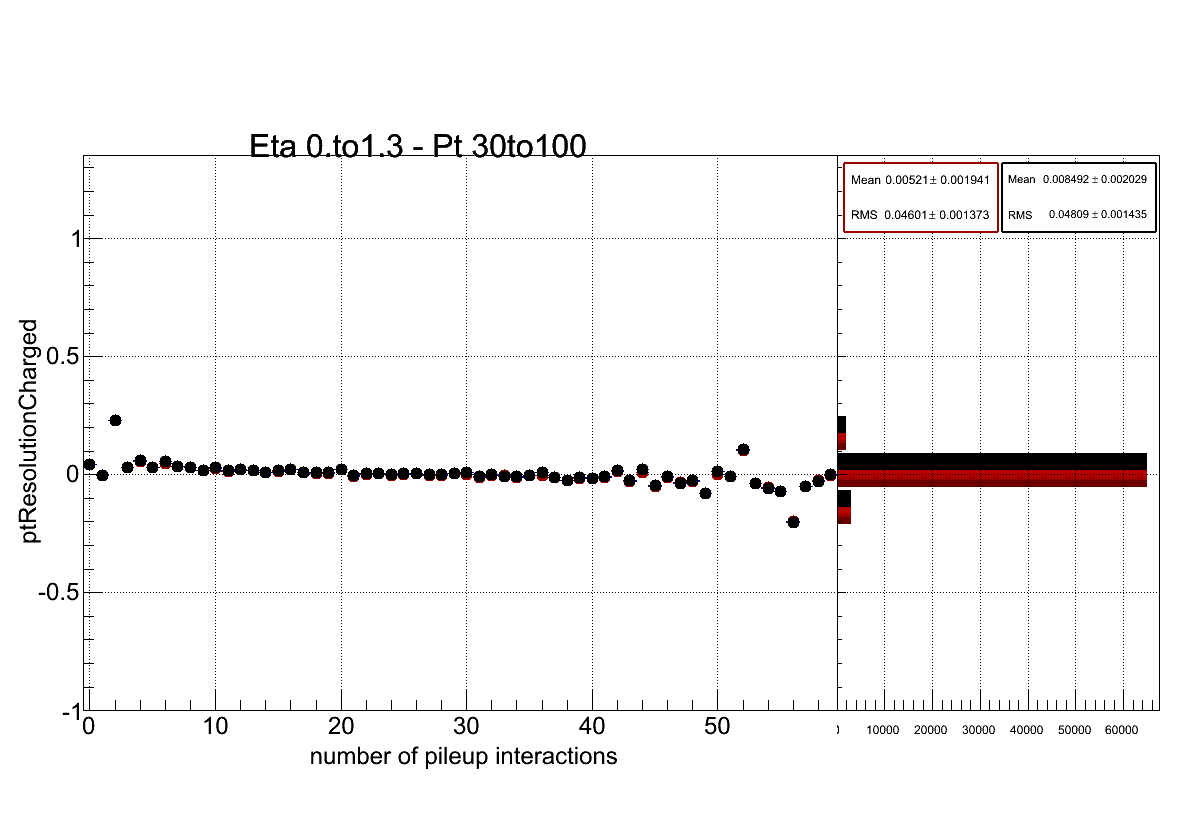 Eta 0.to1.3 - Pt 30to100
Mean 0.00521 ± 0.001941
RMS 0.04601 ± 0.001373
Mean 0.008492 ± 0.002029
RMS 0.04809 ± 0.001435
ptResolutionCharged
1
0.5
0
-0.5
-1
0 10 20 30 40 50
10000 20000 30000 40000 50000 60000
number of pileup interactions